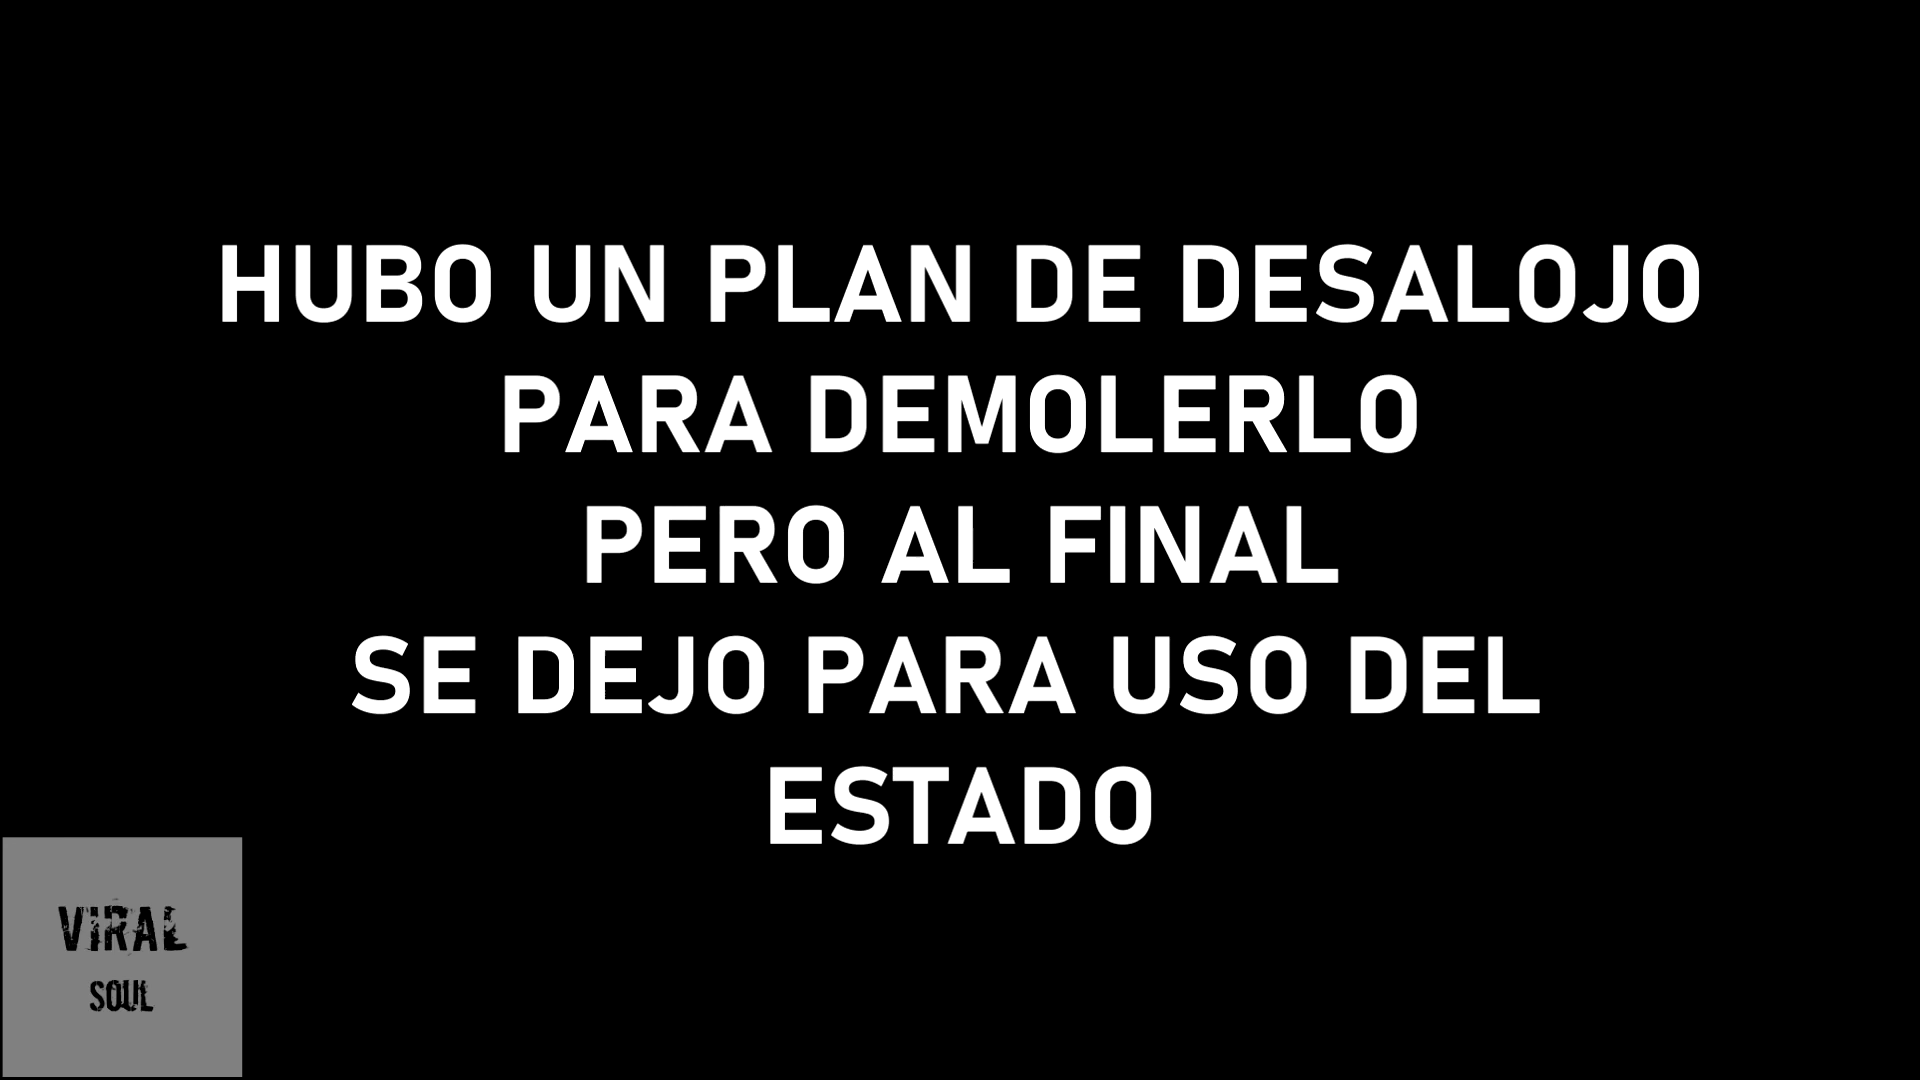 HUBO UN PLAN DE DESALOJO
PARA DEMOLERLO
PERO AL FINAL
SE DEJO PARA USO DEL
ESTADO
VIRAL
SOUL